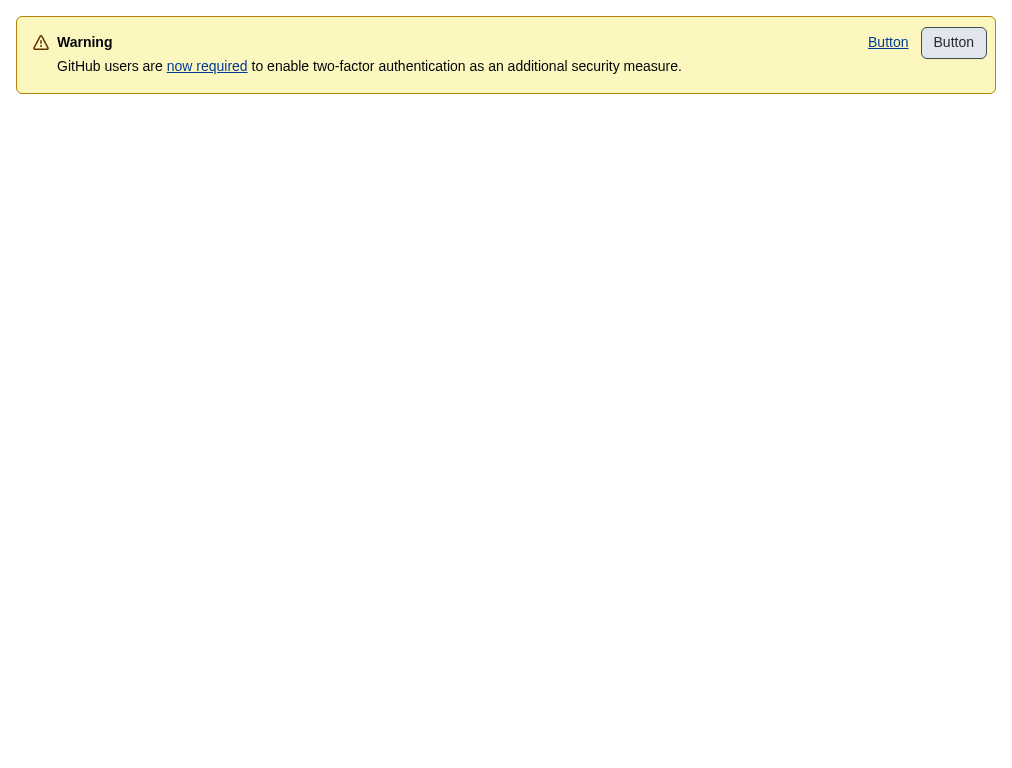 Warning
Button
Button
GitHub users are now required to enable two-factor authentication as an additional security measure.